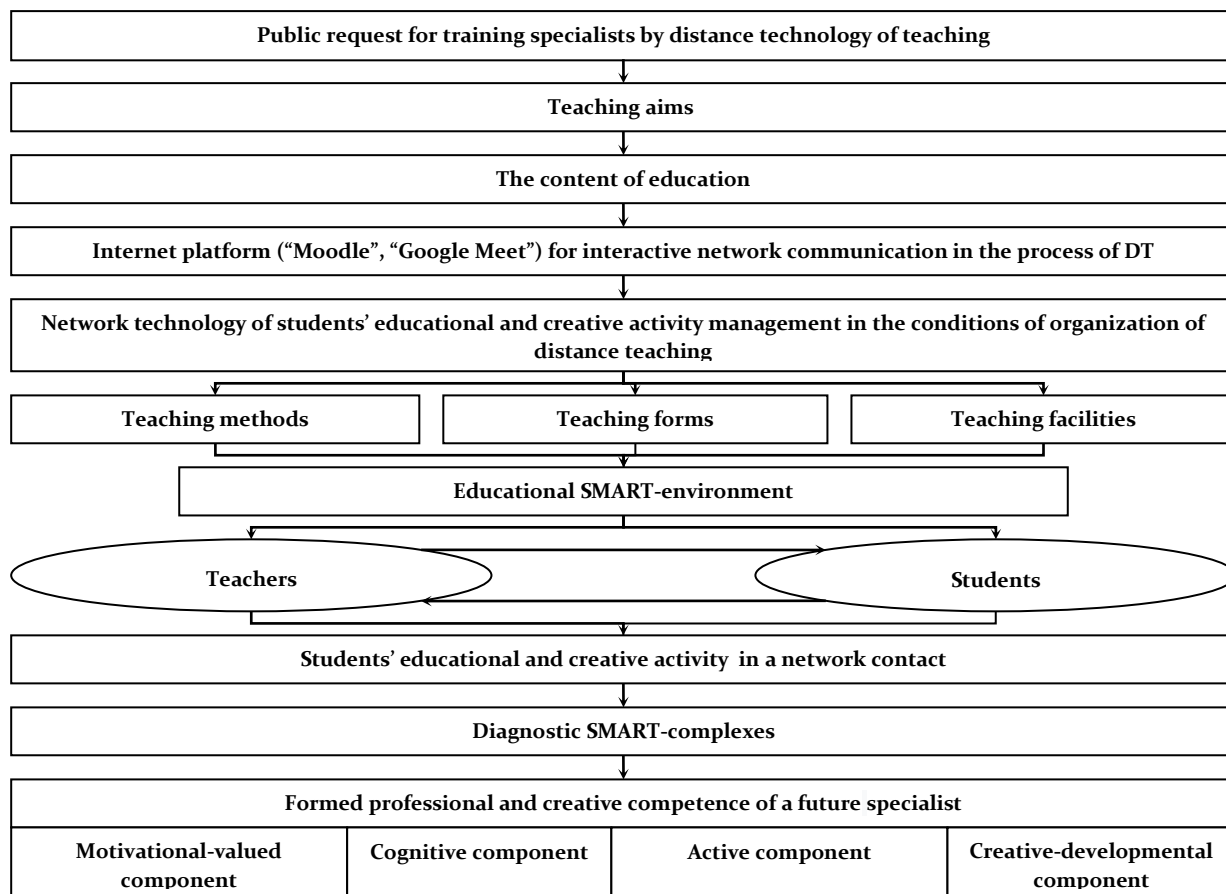 Public request for training specialists by distance technology of teaching
Teaching aims
The content of education
Internet platform (“Moodle”, “Google Meet”) for interactive network communication in the process of DT
Network technology of students’ educational and creative activity management in the conditions of organization of
distance teaching
Teaching methods
Teaching forms
Teaching facilities
Educational SMART-environment
Teachers
Students
Students’ educational and creative activity in a network contact
Diagnostic SMART-complexes
Formed professional and creative competence of a future specialist
Motivational-valued
component
Cognitive component
Active component
Creative-developmental
component